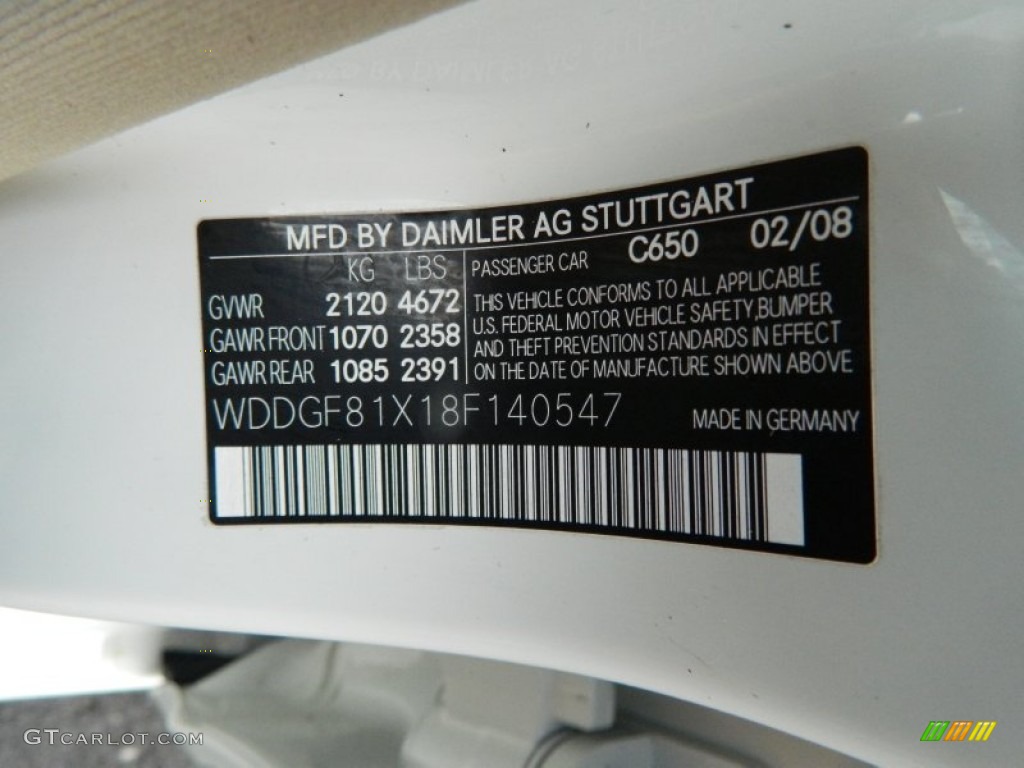 MFD BY DAIMLER AG STUTTGART
KG LBS
GVWR 2120 4672
GAWR FRONT 1070 2358
GAWR REAR 1085 2391
PASSENGER CAR C650 02/08
THIS VEHICLE CONFORMS TO ALL APPLICABLE
U.S. FEDERAL MOTOR VEHICLE SAFETY, BUMPER
AND THEFT PREVENTION STANDARDS IN EFFECT
ON THE DATE OF MANUFACTURE SHOWN ABOVE
WDDGF81X18F140547 MADE IN GERMANY
GTCARLOT.COM